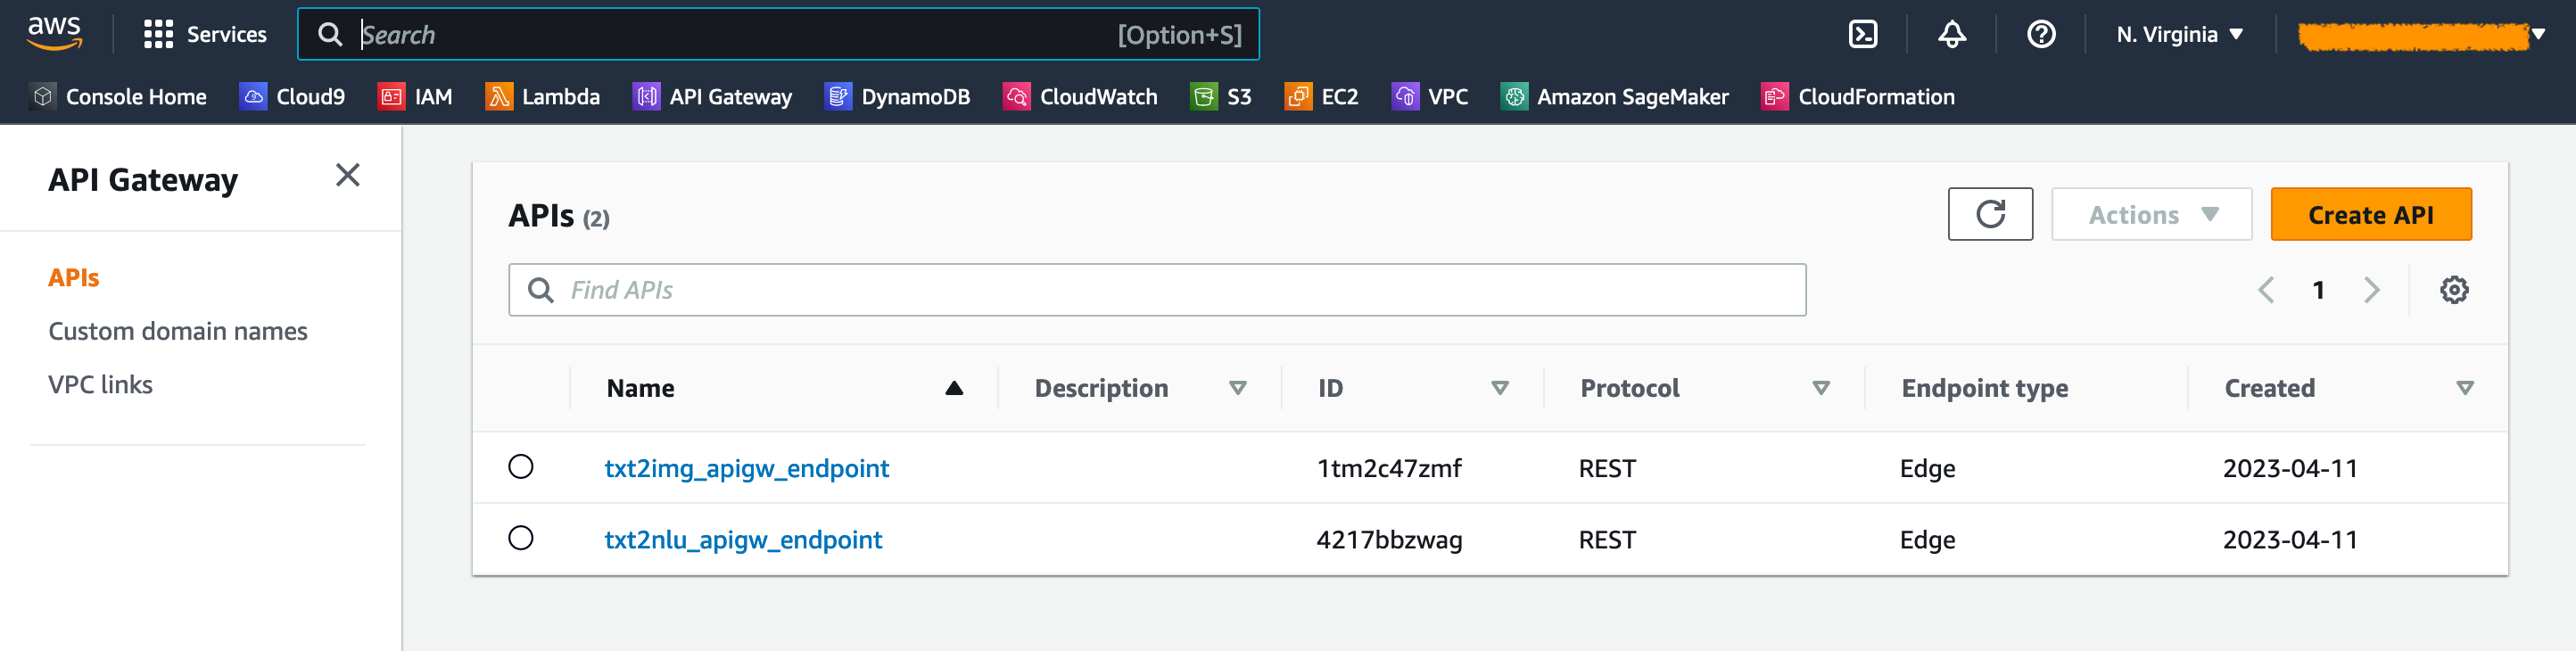 aws Services Search [Option+S] N. Virginia
Console Home Cloud9 IAM Lambda API Gateway DynamoDB CloudWatch S3 EC2 VPC Amazon SageMaker CloudFormation
API Gateway
APIs
Custom domain names
VPC links
APIs (2) Actions Create API
Find APIs 1
Name Description ID Protocol Endpoint type Created
txt2img_apigw_endpoint 1tm2c47zmf REST Edge 2023-04-11
txt2nlu_apigw_endpoint 4217bbzwag REST Edge 2023-04-11